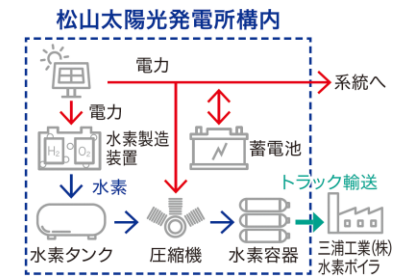 松山太陽光発電所構内
電力
系統へ
電力
水素製造
装置
H₂ O₂
蓄電池
水素
トラック輸送
水素タンク
圧縮機
水素容器
三浦工業(株)
水素ボイラ